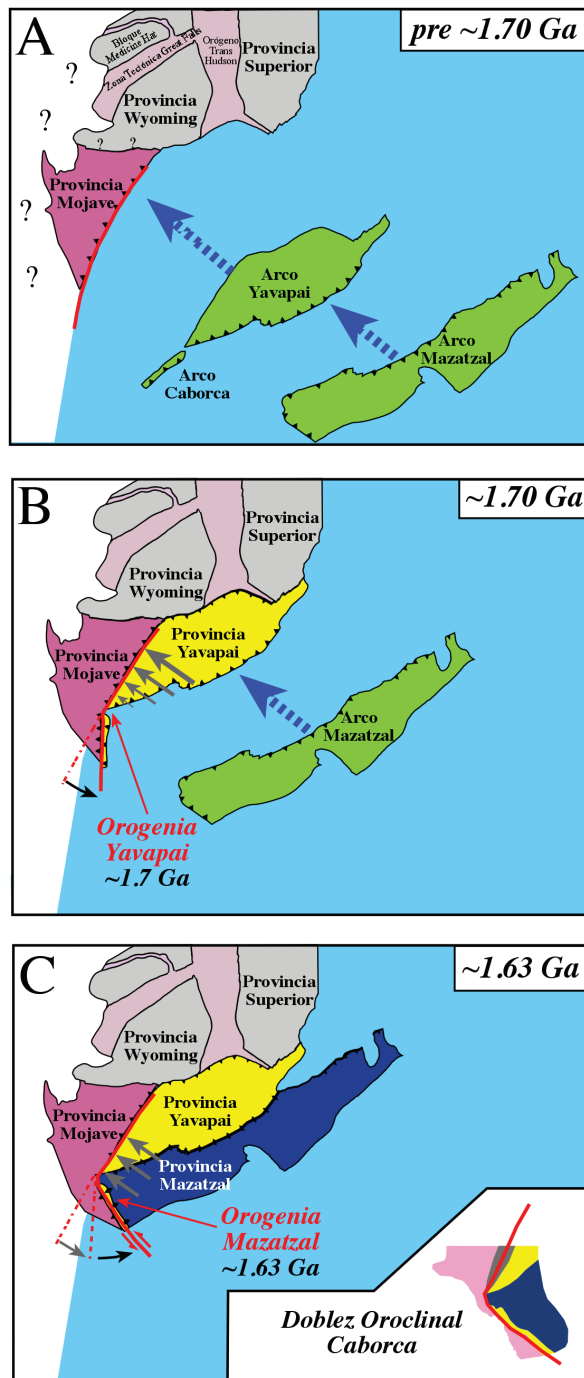 A
pre ~1.70 Ga
Bloque
Medicine Hat
Zona Tectónica Great Falls
Orógeno
Trans
Hudson
Provincia
Superior
Provincia
Wyoming
?
?
?
?
?
?
Provincia
Mojave
Arco
Yavapai
Arco
Mazatzal
Arco
Caborca
B
~1.70 Ga
Provincia
Superior
Provincia
Wyoming
Provincia
Yavapai
Provincia
Mojave
Arco
Mazatzal
Orogenia
Yavapai
~1.7 Ga
C
~1.63 Ga
Provincia
Superior
Provincia
Wyoming
Provincia
Yavapai
Provincia
Mojave
Provincia
Mazatzal
Orogenia
Mazatzal
~1.63 Ga
Doblez Oroclinal
Caborca